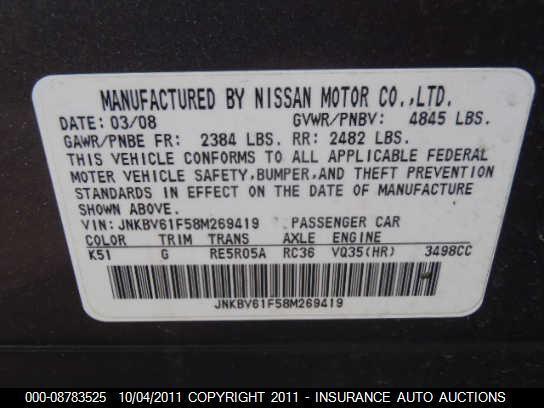 MANUFACTURED BY NISSAN MOTOR CO.,LTD.
DATE: 03/08 GVWR/PNBV: 4845 LBS.
GAWR/PNBE FR: 2384 LBS. RR: 2482 LBS.
THIS VEHICLE CONFORMS TO ALL APPLICABLE FEDERAL
MOTOR VEHICLE SAFETY,BUMPER,AND THEFT PREVENTION
STANDARDS IN EFFECT ON THE DATE OF MANUFACTURE
SHOWN ABOVE.
VIN: JNKBV61F58M269419 PASSENGER CAR
COLOR TRIM TRANS AXLE ENGINE
K51 G RE5R05A RC36 VQ35(HR) 3498CC
JNKBV61F58M269419
000-08783525 10/04/2011 COPYRIGHT 2011 - INSURANCE AUTO AUCTIONS